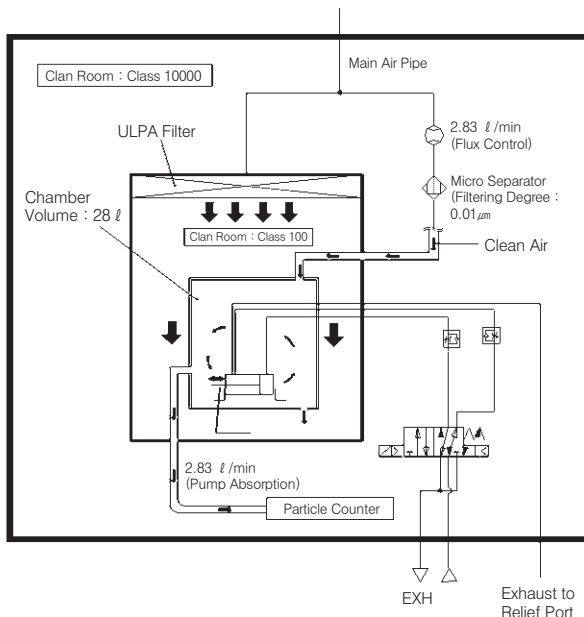 Main Air Pipe
Clan Room : Class 10000
2.83 ℓ/min
(Flux Control)
ULPA Filter
Micro Separator
(Filtering Degree :
0.01㎛
Chamber
Volume : 28 ℓ
Clan Room : Class 100
Clean Air
2.83 ℓ/min
(Pump Absorption)
Particle Counter
EXH
Exhaust to
Relief Port